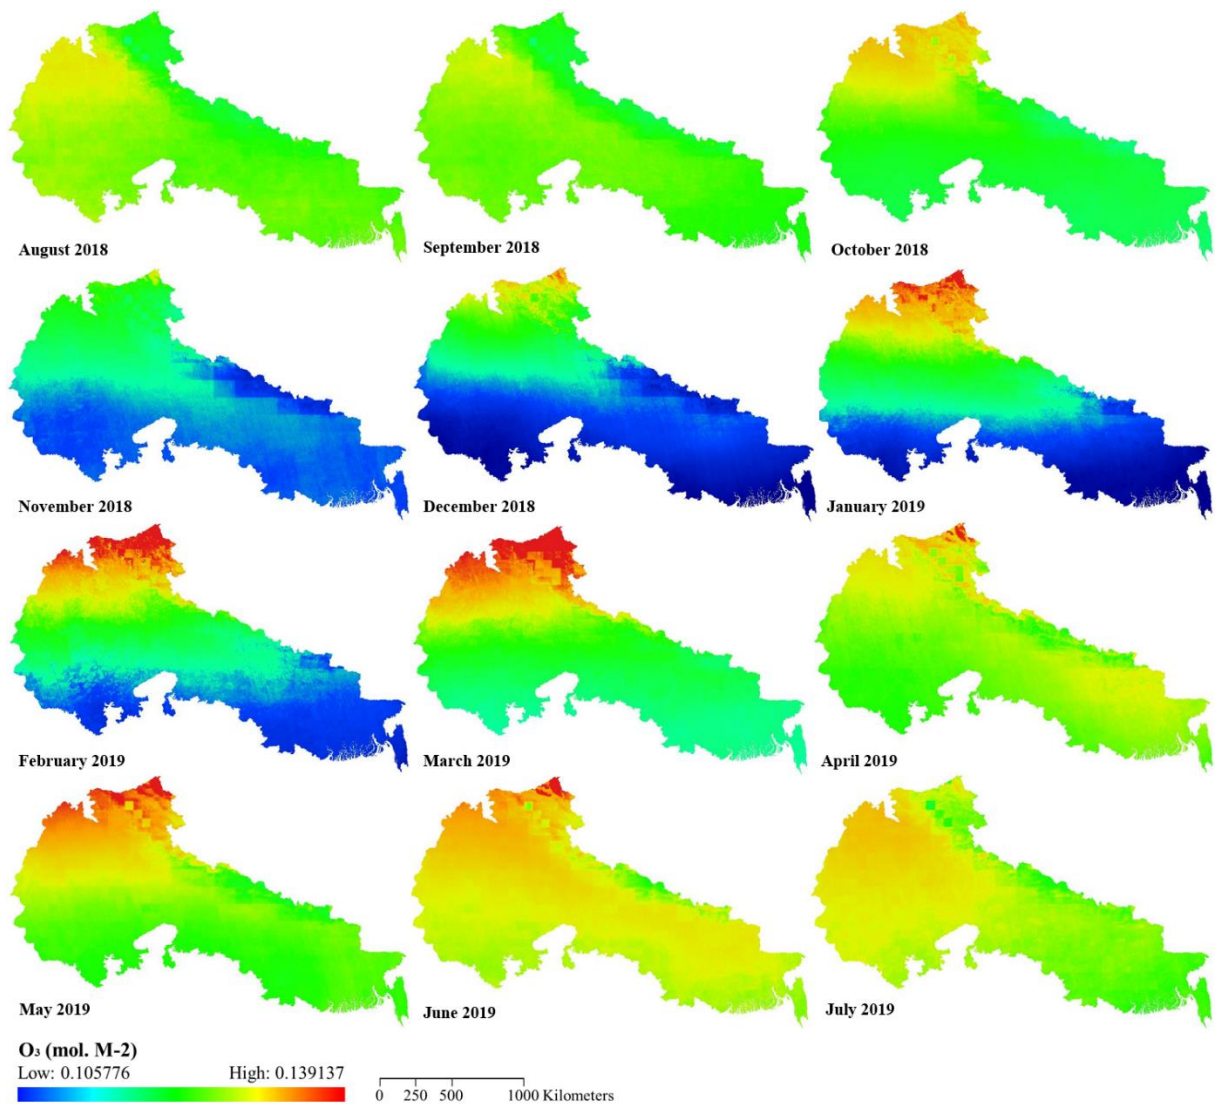 August 2018
September 2018
October 2018
November 2018
December 2018
January 2019
February 2019
March 2019
April 2019
May 2019
June 2019
July 2019
O₃ (mol. M-2)
Low: 0.105776 High: 0.139137
0 250 500 1000 Kilometers